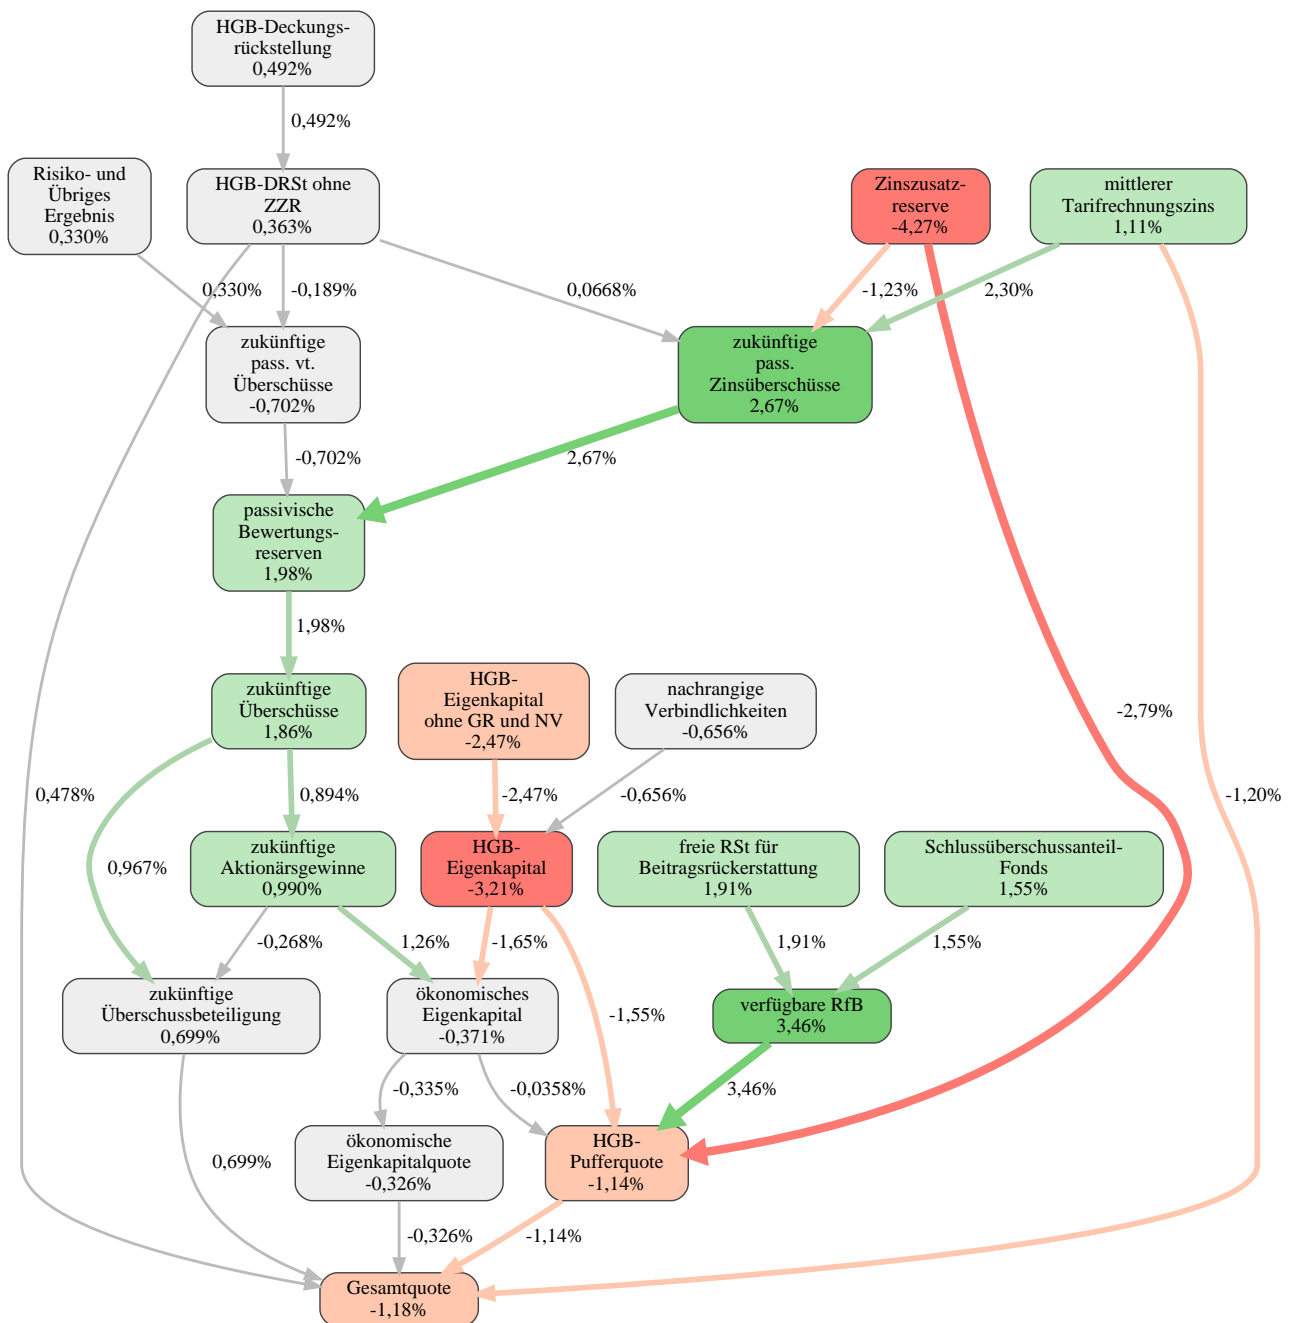 HGB-Deckungs-
rückstellung
0,492%
0,492%
Risiko- und
Übriges
Ergebnis
0,330%
HGB-DRSt ohne
ZZR
0,363%
Zinszusatz-
reserve
-4,27%
mittlerer
Tarifrechnungszins
1,11%
0,330%
-0,189%
0,0668%
-1,23%
2,30%
zukünftige
pass. vt.
Überschüsse
-0,702%
zukünftige
pass.
Zinsüberschüsse
2,67%
-0,702%
2,67%
passivische
Bewertungs-
reserven
1,98%
1,98%
zukünftige
Überschüsse
1,86%
HGB-
Eigenkapital
ohne GR und NV
-2,47%
nachrangige
Verbindlichkeiten
-0,656%
-2,79%
0,478%
0,894%
-2,47%
-0,656%
-1,20%
0,967%
zukünftige
Aktionärsgewinne
0,990%
HGB-
Eigenkapital
-3,21%
freie RSt für
Beitragsrückerstattung
1,91%
Schlussüberschussanteil-
Fonds
1,55%
-0,268%
1,26%
-1,65%
1,91%
1,55%
zukünftige
Überschussbeteiligung
0,699%
ökonomisches
Eigenkapital
-0,371%
-1,55%
verfügbare RfB
3,46%
-0,335%
-0,0358%
3,46%
0,699%
ökonomische
Eigenkapitalquote
-0,326%
HGB-
Pufferquote
-1,14%
-0,326%
-1,14%
Gesamtquote
-1,18%